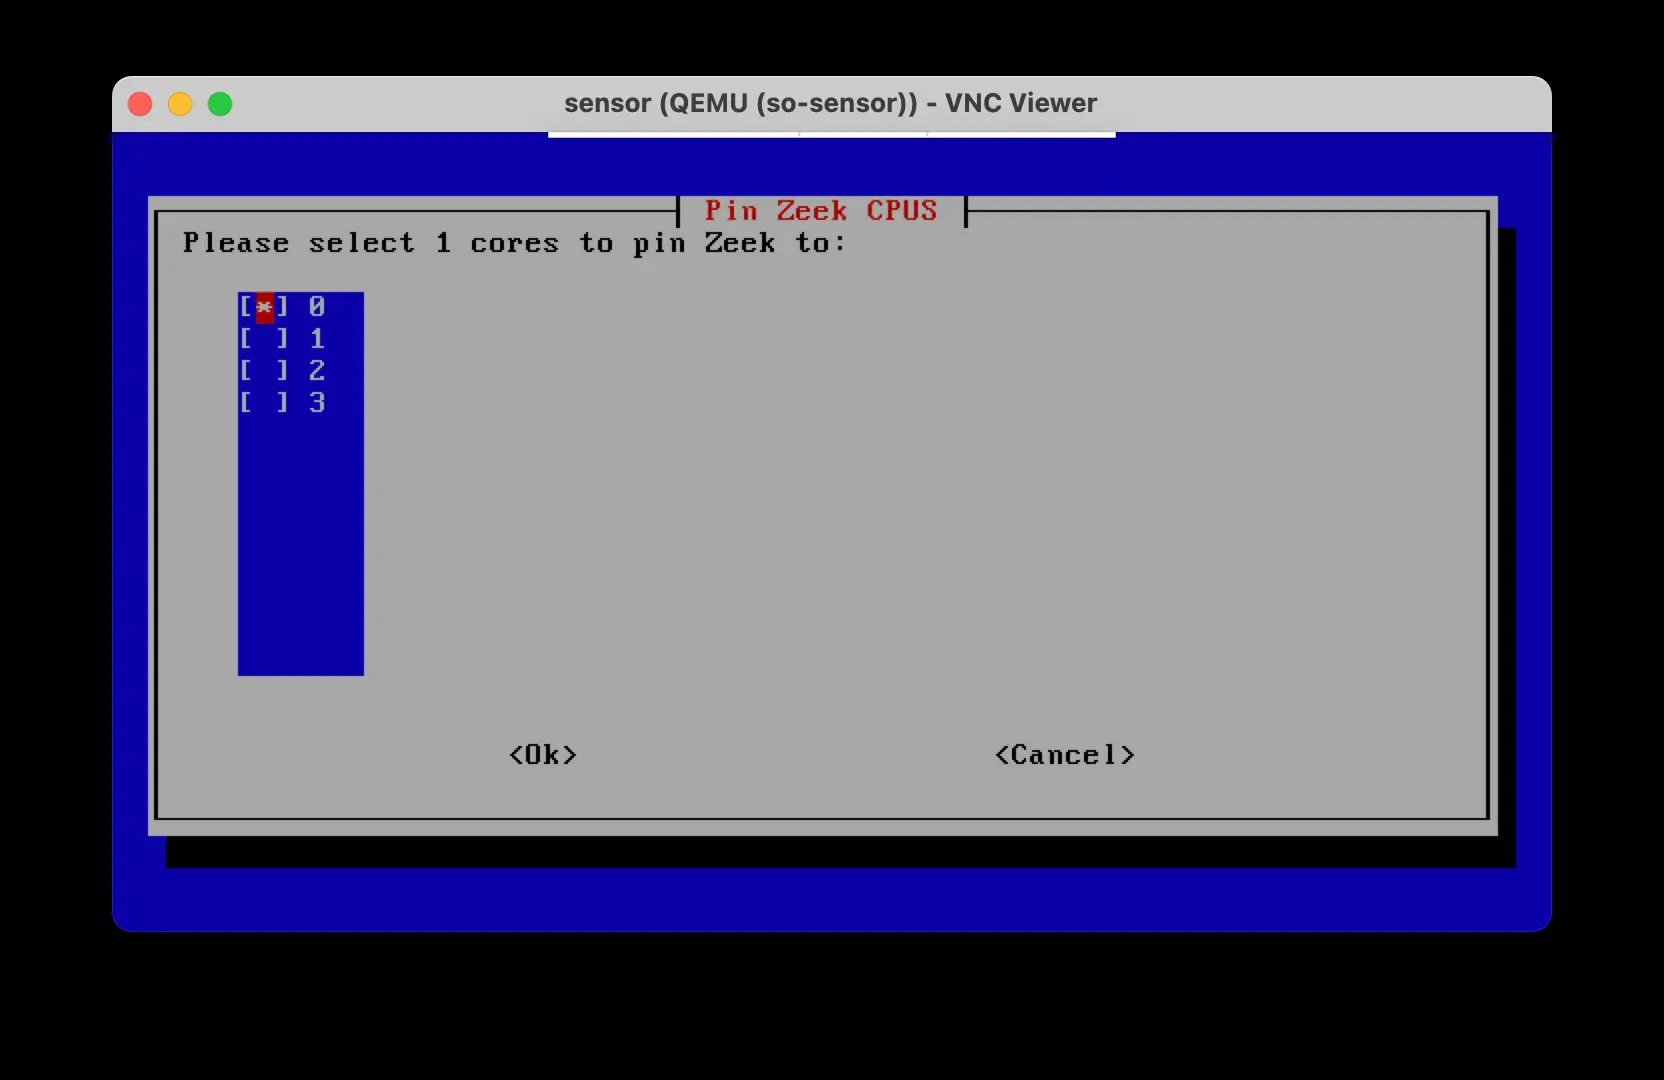 sensor (QEMU (so-sensor)) - VNC Viewer
Pin Zeek CPUS
Please select 1 cores to pin Zeek to:
[*] 0
[ ] 1
[ ] 2
[ ] 3
<Ok> <Cancel>